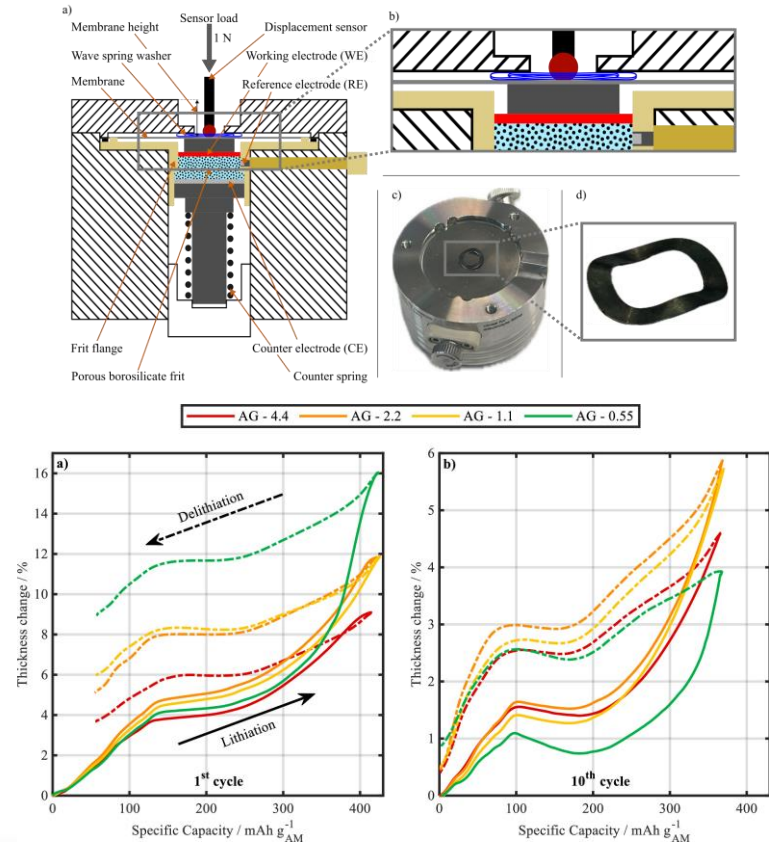 a)
Membrane height
Wave spring washer
Membrane
Sensor load
1 N
Displacement sensor
Working electrode (WE)
Reference electrode (RE)
Frit flange
Porous borosilicate frit
Counter electrode (CE)
Counter spring
b)
c)
d)
AG - 4.4
AG - 2.2
AG - 1.1
AG - 0.55
a)
Thickness change / %
16
14
12
10
8
6
4
2
0
Delithiation
Lithiation
1st cycle
0
100
200
300
400
Specific Capacity / mAh g-1AM
b)
Thickness change / %
6
5
4
3
2
1
0
10th cycle
0
100
200
300
400
Specific Capacity / mAh g-1AM